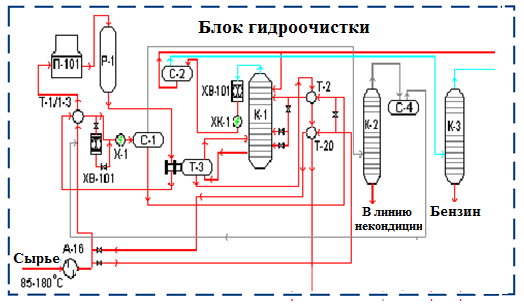 Блок гидроочистки
П-101
Р-1
С-2
ХВ-101
Т-2
Т-1/1-3
ХК-1
К-1
К-2
С-4
К-3
Х-1
С-1
Т-20
ХВ-101
Т-3
В линию
некондиции
Бензин
Сырье
А-16
85-180°С